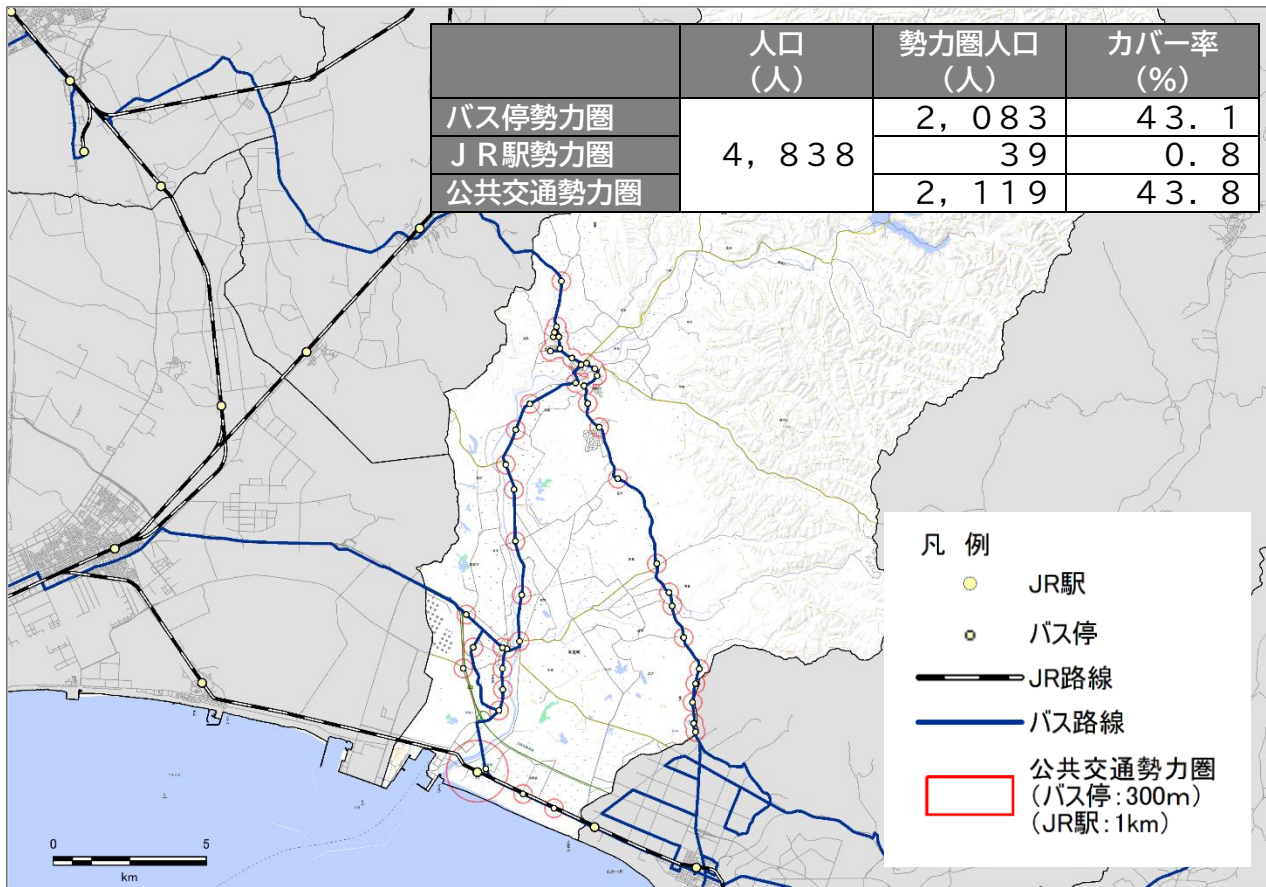 人口
(人)
勢力圏人口
(人)
カバー率
(%)
バス停勢力圏
4，838
2，083
43．1
JR駅勢力圏
39
0．8
公共交通勢力圏
2，119
43．8
凡 例
JR駅
バス停
JR路線
バス路線
公共交通勢力圏
(バス停:300m)
(JR駅:1km)
0
5
km